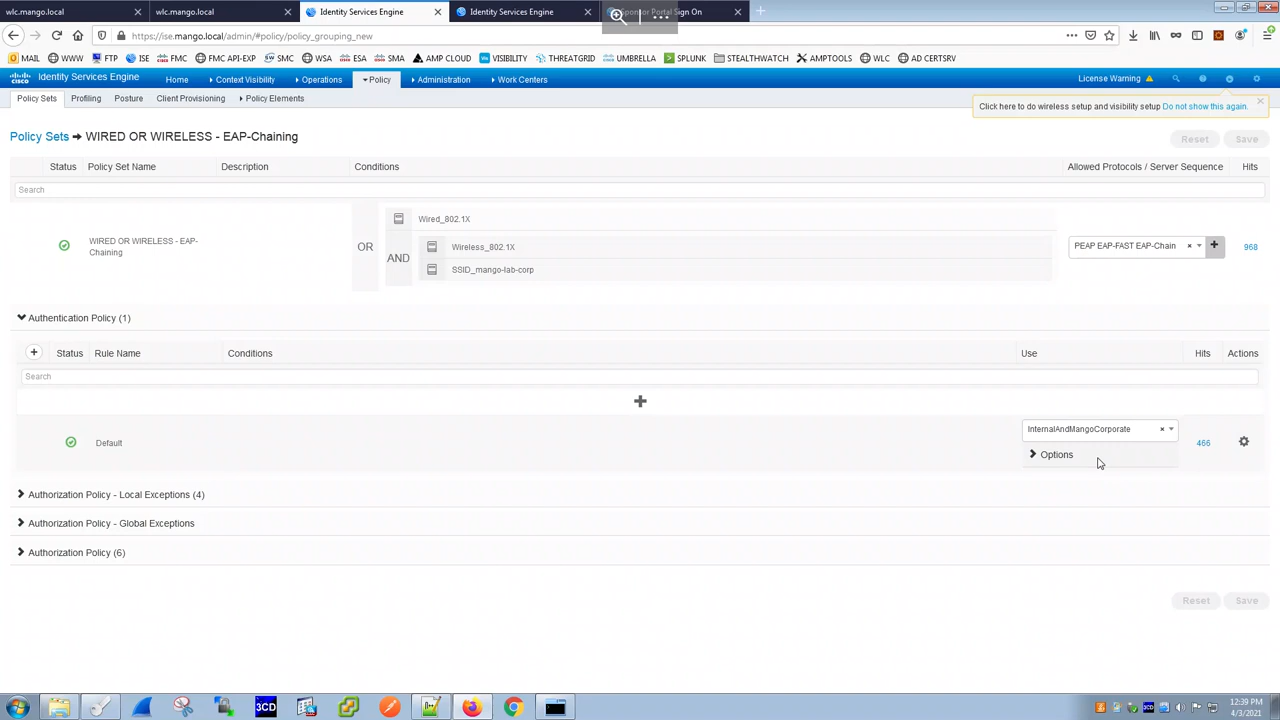 wlc.mango.local
wlc.mango.local
Identity Services Engine
Identity Services Engine
Sponsor Portal Sign On
https://ise.mango.local/admin/#policy/policy_grouping_new
MAIL
WWW
FTP
ISE
FMC
FMC API-EXP
SMC
WSA
ESA
SMA
AMP CLOUD
VISIBILITY
THREATGRID
UMBRELLA
SPLUNK
STEALTHWATCH
AMPTOOLS
WLC
AD CERTSRV
CISCO
Identity Services Engine
Home
Context Visibility
Operations
Policy
Administration
Work Centers
License Warning
Policy Sets
Profiling
Posture
Client Provisioning
Policy Elements
Click here to do wireless setup and visibility setup Do not show this again.
Policy Sets WIRED OR WIRELESS - EAP-Chaining
Reset
Save
Status
Policy Set Name
Description
Conditions
Allowed Protocols / Server Sequence
Hits
Search
WIRED OR WIRELESS - EAP-
Chaining
OR
Wired_802.1X
AND
Wireless_802.1X
SSID_mango-lab-corp
PEAP EAP-FAST EAP-Chain
968
Authentication Policy (1)
Status
Rule Name
Conditions
Use
Hits
Actions
Search
Default
InternalAndMangoCorporate
Options
466
Authorization Policy - Local Exceptions (4)
Authorization Policy - Global Exceptions
Authorization Policy (6)
Reset
Save
3CD
12:39 PM
4/3/2021